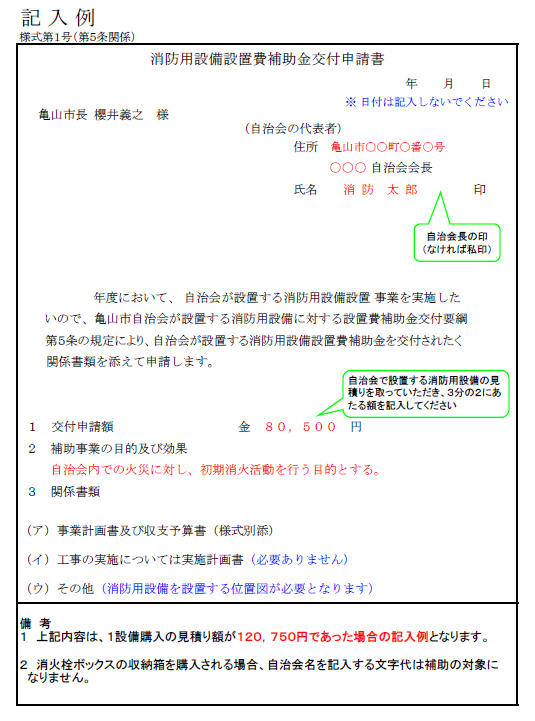 記入例
様式第1号(第5条関係)
消防用設備設置費補助金交付申請書
年　月　日
※日付は記入しないでください
亀山市長 櫻井義之　様
(自治会の代表者)
住所　亀山市○○町○番○号
○○○ 自治会会長
氏名　消 防 太 郎　　印
自治会長の印
(なければ私印)
年度において、自治会が設置する消防用設備設置 事業を実施した
いので、亀山市自治会が設置する消防用設備に対する設置費補助金交付要綱
第5条の規定により、自治会が設置する消防用設備設置費補助金を交付されたく
関係書類を添えて申請します。
自治会で設置する消防用設備の見
積りを取っていただき、3分の2にあ
たる額を記入してください
1　交付申請額　　金　80,500　円
2　補助事業の目的及び効果
自治会内での火災に対し、初期消火活動を行う目的とする。
3　関係書類
(ア)事業計画書及び収支予算書(様式別添)
(イ)工事の実施については実施計画書(必要ありません)
(ウ)その他(消防用設備を設置する位置図が必要となります)
備　考
1　上記内容は、1設備購入の見積り額が120,750円であった場合の記入例となります。
2　消火栓ボックスの収納箱を購入される場合、自治会名を記入する文字代は補助の対象に
なりません。